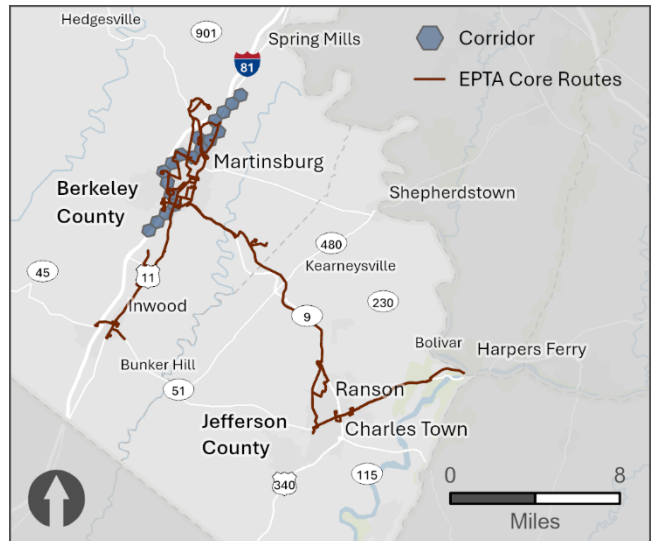 Hedgesville
901
Spring Mills
81
Corridor
EPTA Core Routes
Martinsburg
Berkeley
County
Shepherdstown
480
Kearneysville
45
11
230
Inwood
9
Bolivar
Harpers Ferry
Bunker Hill
51
Ranson
Jefferson
County
Charles Town
115
340
0
8
Miles